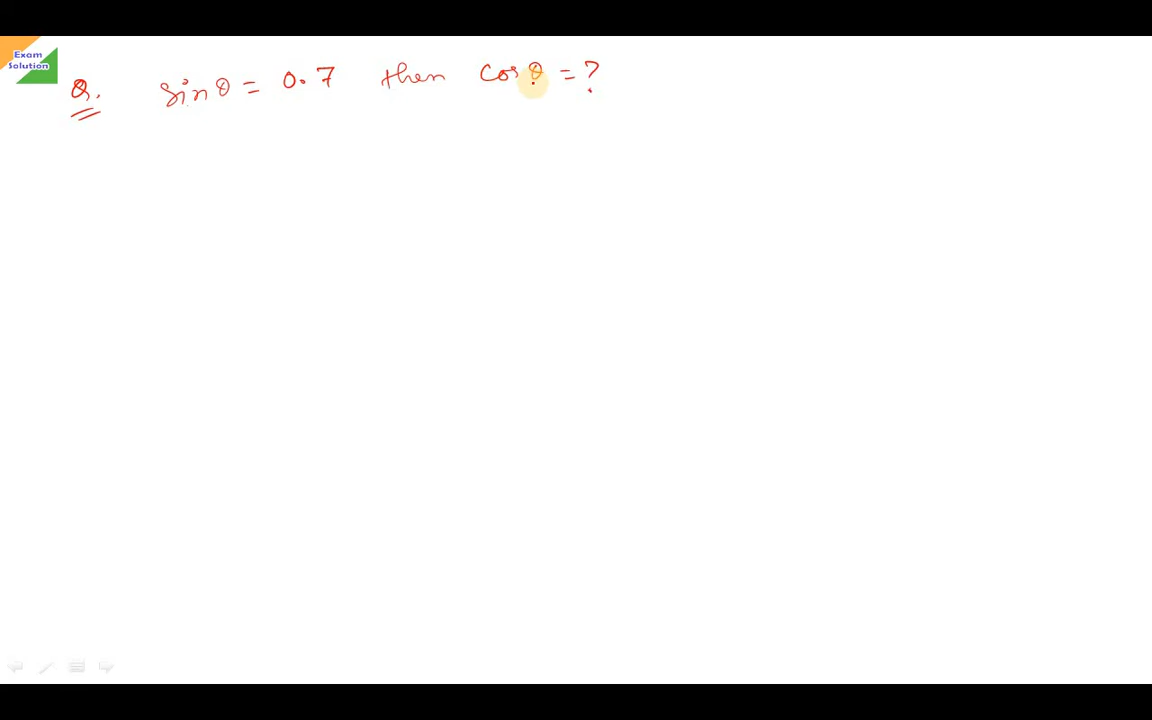 Exam
Solution
Q. sinθ = 0.7 then cosθ = ?